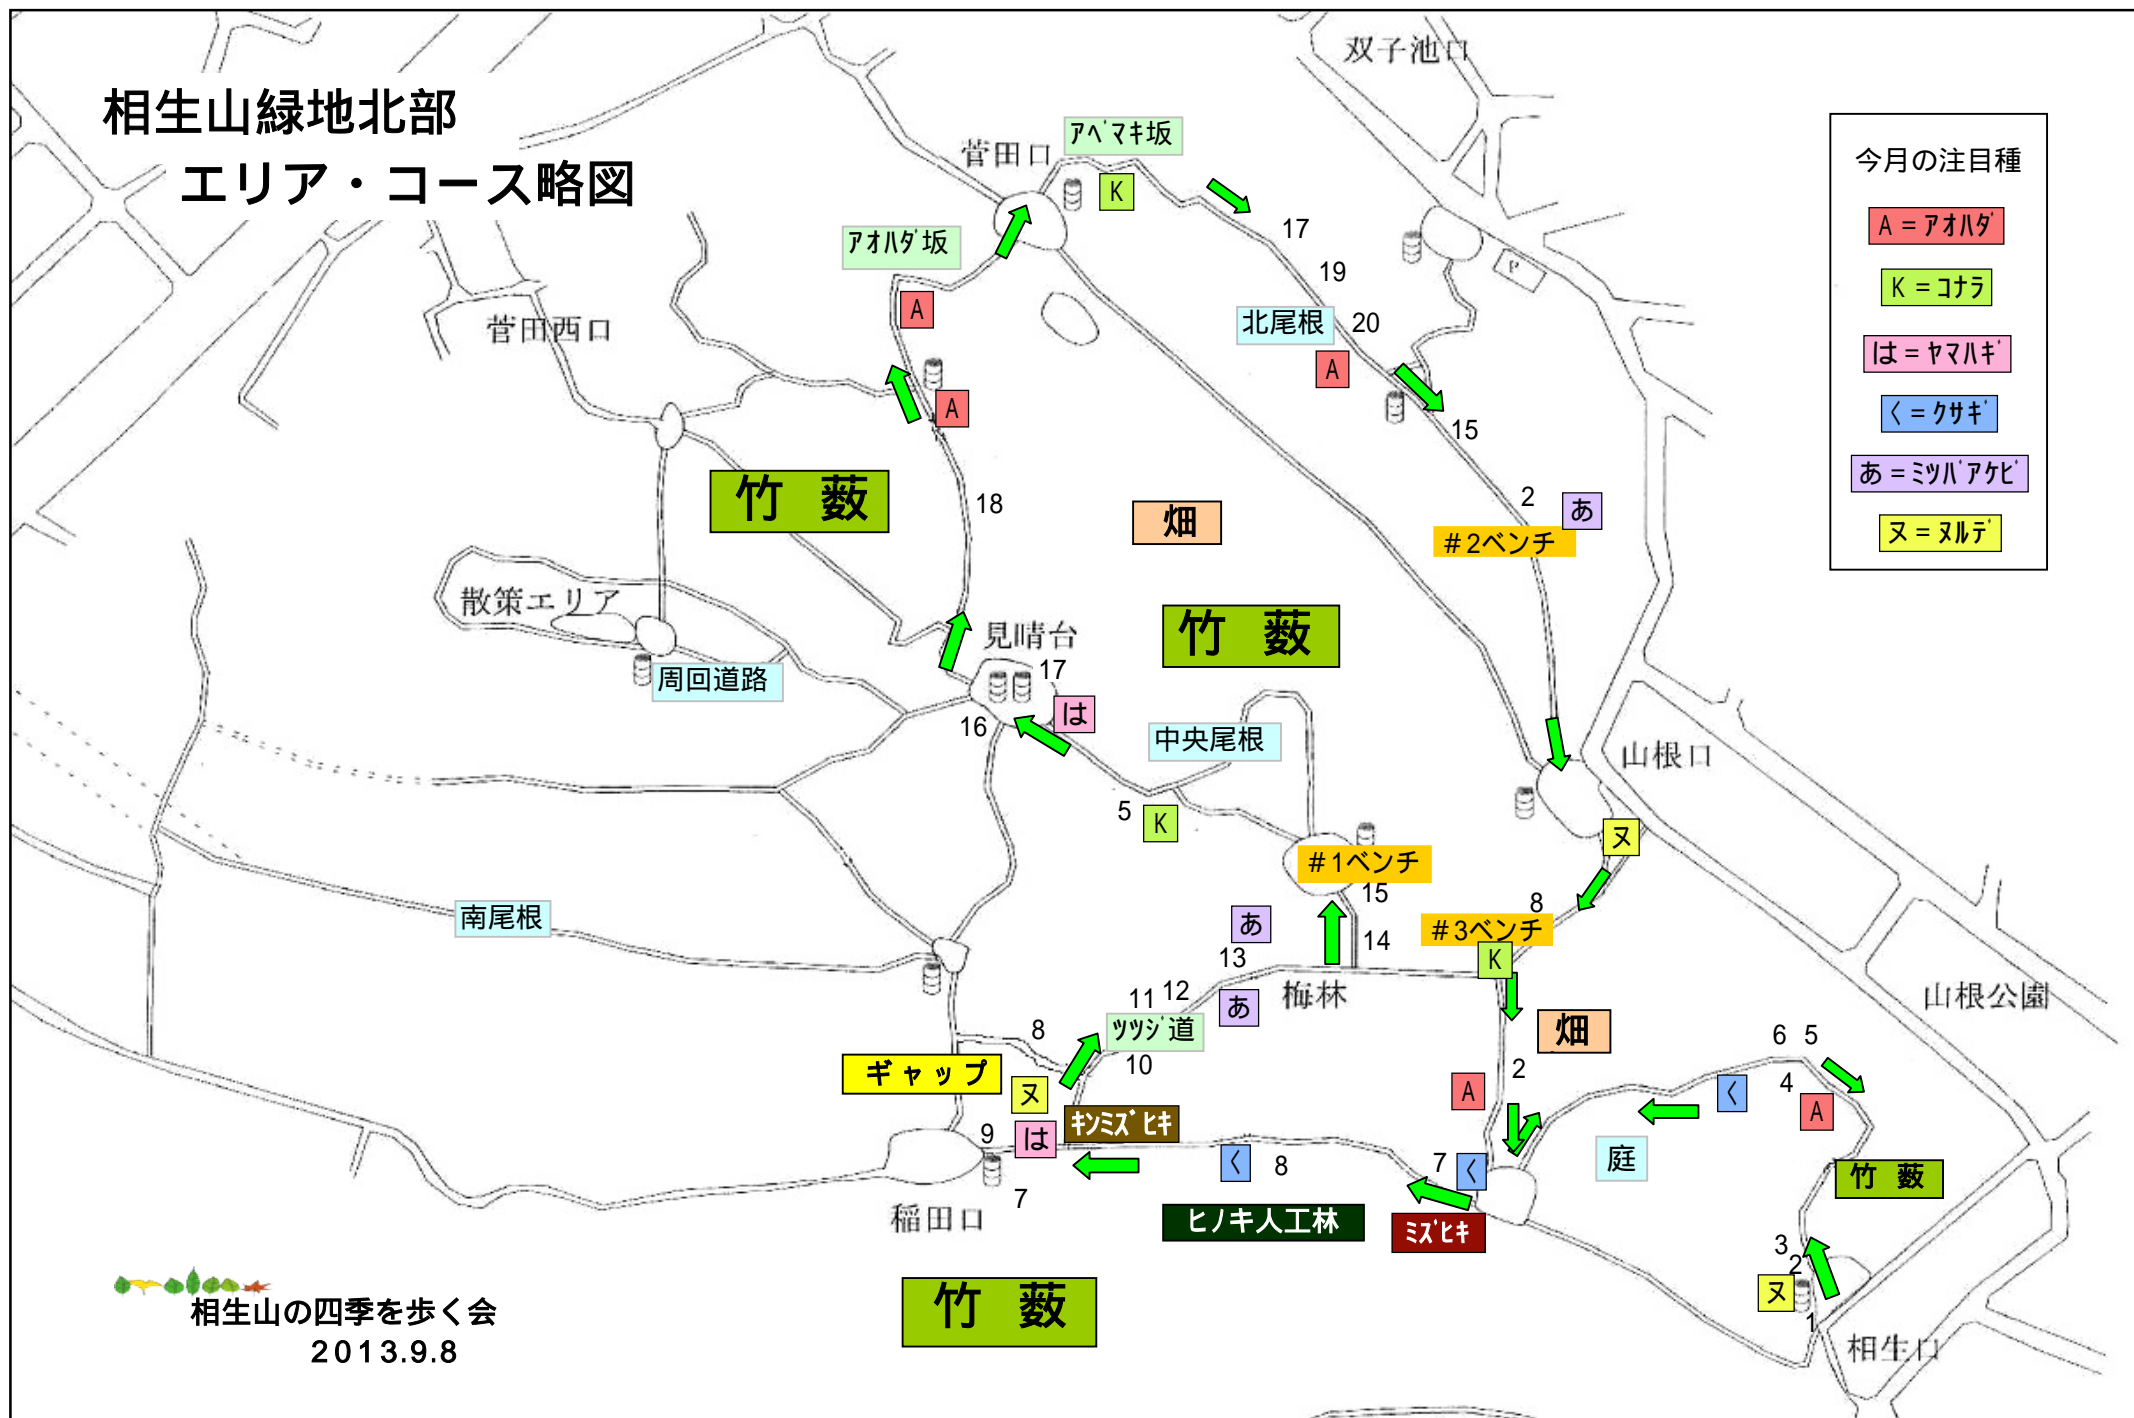 相生山緑地北部
エリア・コース略図
双子池口
今月の注目種
A＝ｱｵﾊﾀﾞ
K＝ｺﾅﾗ
は＝ﾔﾏﾊｷﾞ
く＝ｸｻｷﾞ
あ＝ﾐﾂﾊﾞｱｹﾋﾞ
ヌ＝ﾇﾙﾃﾞ
菅田口
ｱﾍﾞﾏｷ坂
K
17
ｱｵﾊﾀﾞ坂
19
A
北尾根
20
菅田西口
A
A
15
竹 薮
18
2
あ
畑
＃2ベンチ
散策エリア
見晴台
竹 薮
周回道路
17
は
16
中央尾根
山根口
5
K
ヌ
＃1ベンチ
15
8
南尾根
あ
14
＃3ベンチ
13
K
11
12
あ
梅林
山根公園
8
ﾂﾂｼﾞ道
畑
6
5
ギャップ
10
2
4
ヌ
A
く
A
ｷﾝﾐｽﾞﾋｷ
9
は
く
8
7
く
庭
竹 薮
7
稲田口
ヒノキ人工林
ﾐｽﾞﾋｷ
3
2
ヌ
1
竹 薮
相生口
相生山の四季を歩く会
2013.9.8